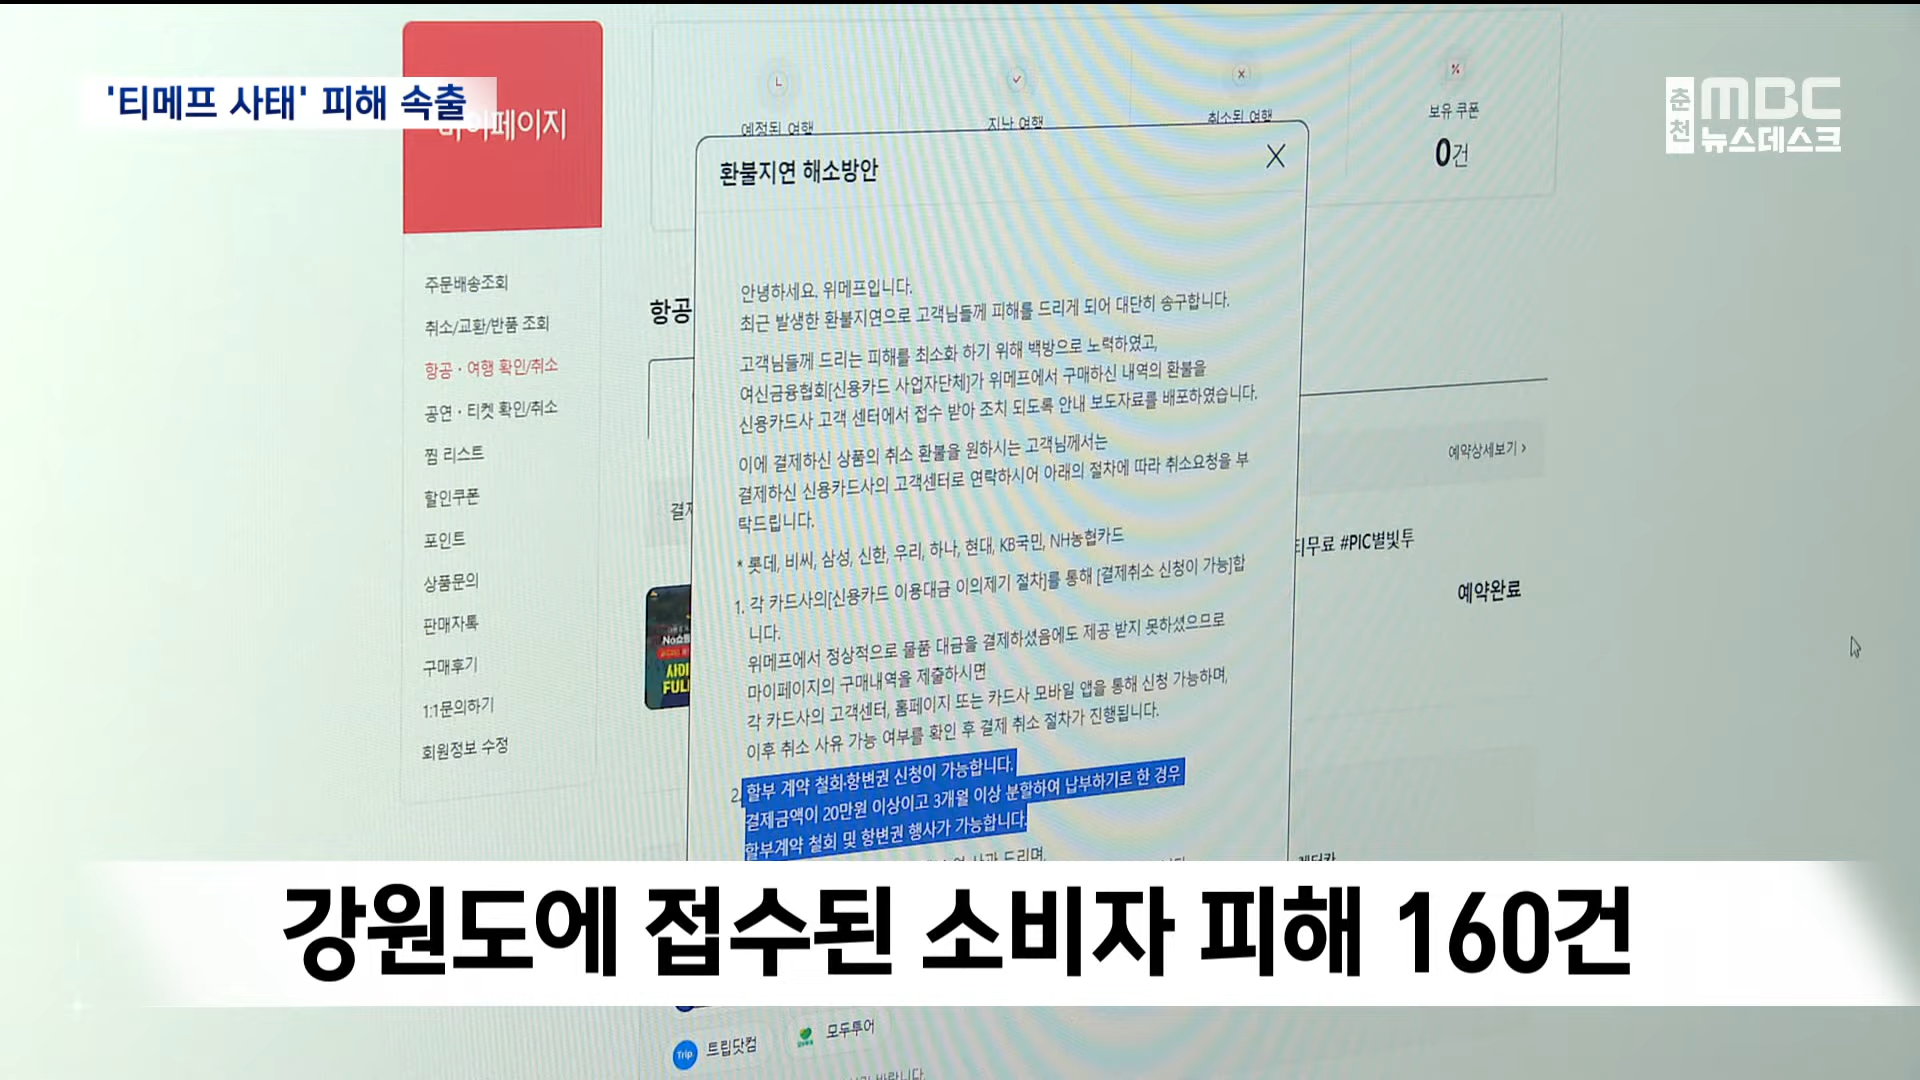 '티메프 사태' 피해 속출
춘천
MBC
뉴스데스크
마이페이지
예정된 여행
지난 여행
취소된 여행
보유 쿠폰
0건
주문배송조회
취소/교환/반품 조회
항공 · 여행 확인/취소
공연 · 티켓 확인/취소
찜 리스트
할인쿠폰
포인트
상품문의
판매자톡
구매후기
1:1문의하기
회원정보 수정
항공
환불지연 해소방안
X
안녕하세요. 위메프입니다.
최근 발생한 환불지연으로 고객님들께 피해를 드리게 되어 대단히 송구합니다.
고객님들께 드리는 피해를 최소화 하기 위해 백방으로 노력하였고,
여신금융협회[신용카드 사업자단체]가 위메프에서 구매하신 내역의 환불을
신용카드사 고객 센터에서 접수 받아 조치 되도록 안내 보도자료를 배포하였습니다.
이에 결제하신 상품의 취소 환불을 원하시는 고객님께서는
결제하신 신용카드사의 고객센터로 연락하시어 아래의 절차에 따라 취소요청을 부
탁드립니다.
* 롯데, 비씨, 삼성, 신한, 우리, 하나, 현대, KB국민, NH농협카드
1. 각 카드사의[신용카드 이용대금 이의제기 절차]를 통해 [결제취소 신청이 가능]합
니다.
위메프에서 정상적으로 물품 대금을 결제하셨음에도 제공 받지 못하셨으므로
마이페이지의 구매내역을 제출하시면
각 카드사의 고객센터, 홈페이지 또는 카드사 모바일 앱을 통해 신청 가능하며,
이후 취소 사유 가능 여부를 확인 후 결제 취소 절차가 진행됩니다.
2. 할부 계약 철회·항변권 신청이 가능합니다.
결제금액이 20만원 이상이고 3개월 이상 분할하여 납부하기로 한 경우
할부계약 철회 및 항변권 행사가 가능합니다.
사과 드리며,
예약상세보기 >
티무료 #PIC별빛투
예약완료
강원도에 접수된 소비자 피해 160건
Trip
트립닷컴
모두투어